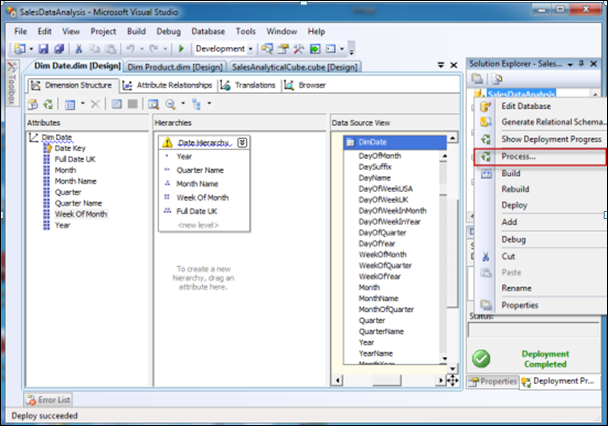 SalesDataAnalysis - Microsoft Visual Studio
File Edit View Project Build Debug Database Tools Window Help
Development
Dim Date.dim [Design] Dim Product.dim [Design] SalesAnalyticalCube.cube [Design]
Dimension Structure Attribute Relationships Translations Browser
Attributes
Dim Date
Date Key
Full Date UK
Month
Month Name
Quarter
Quarter Name
Week Of Month
Year
Hierarchies
Date Hierarchy
Year
Quarter Name
Month Name
Week Of Month
Full Date UK
<new level>
To create a new
hierarchy, drag an
attribute here.
Data Source View
DimDate
DayOfMonth
DaySuffix
DayName
DayOfWeekUSA
DayOfWeekUK
DayOfWeekInMonth
DayOfWeekInYear
DayOfQuarter
DayOfYear
WeekOfMonth
WeekOfQuarter
WeekOfYear
Month
MonthName
MonthOfQuarter
Quarter
QuarterName
Year
YearName
MonthYear
Toolbox
Solution Explorer - Sales...
SalesDataAnalysis
Edit Database
Generate Relational Schema...
Show Deployment Progress
Process...
Build
Rebuild
Deploy
Add
Debug
Cut
Paste
Rename
Properties
Status:
Deployment
Completed
Properties Deployment Pr...
Error List
Deploy succeeded